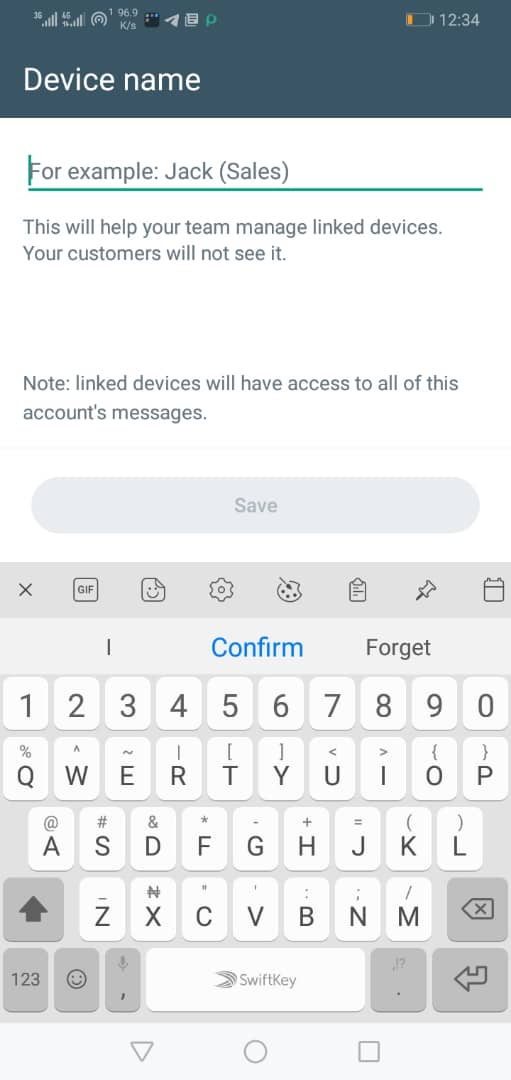 3G 4G 1 96.9 K/s 12:34
Device name
For example: Jack (Sales)
This will help your team manage linked devices.
Your customers will not see it.
Note: linked devices will have access to all of this
account's messages.
Save
GIF
I Confirm Forget
1 2 3 4 5 6 7 8 9 0
% ^ ~ | [ ] < > { }
Q W E R T Y U I O P
@ # & * - + = ( )
A S D F G H J K L
_ ₦ " ' : ; /
Z X C V B N M
,!?
123 , SwiftKey .